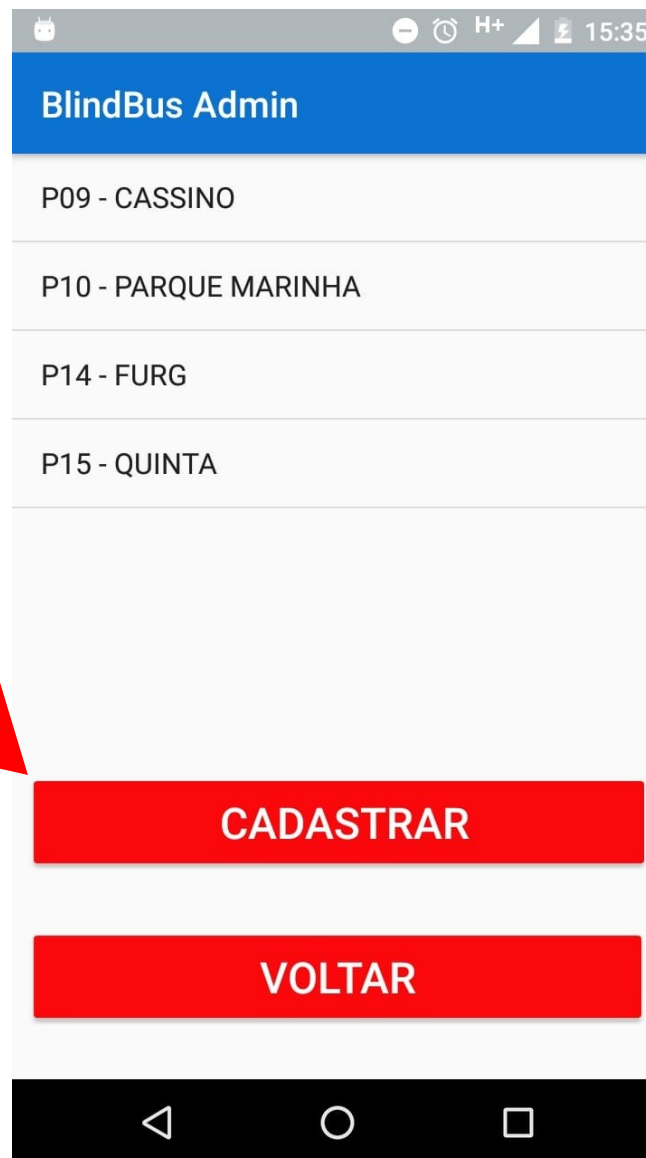 H+ 15:35
BlindBus Admin
P09 - CASSINO
P10 - PARQUE MARINHA
P14 - FURG
P15 - QUINTA
CADASTRAR
VOLTAR